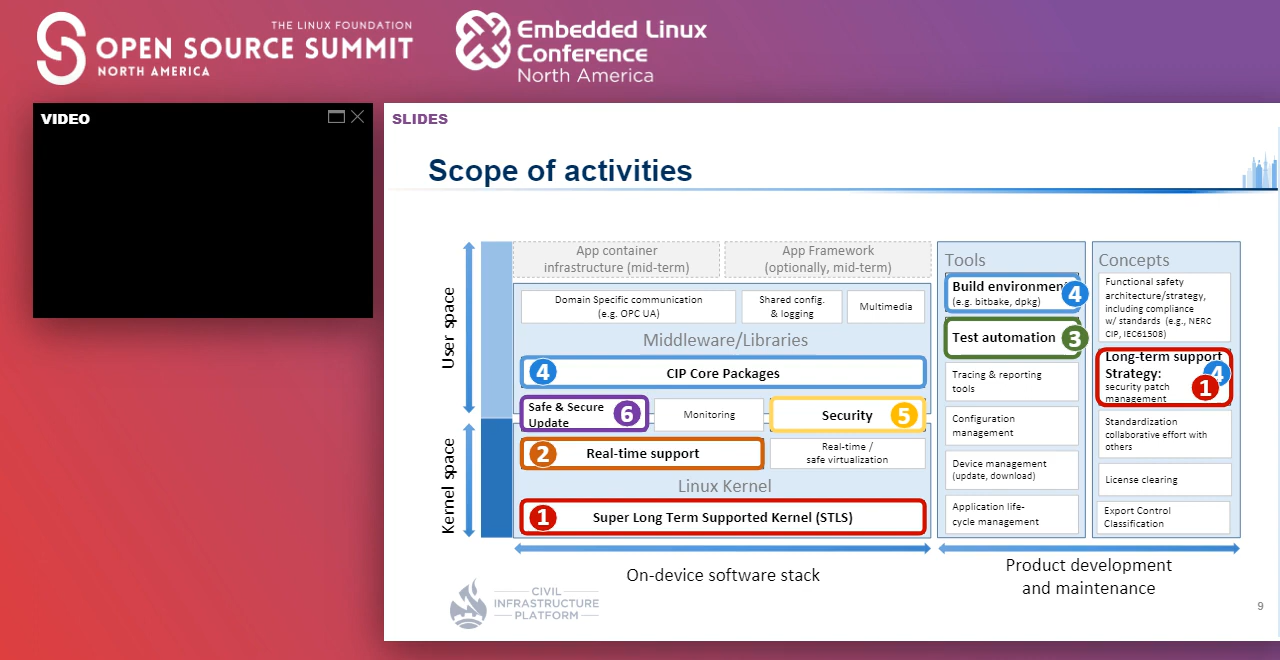 THE LINUX FOUNDATION
OPEN SOURCE SUMMIT
NORTH AMERICA
Embedded Linux
Conference
North America
VIDEO
SLIDES
Scope of activities
User space
Kernel space
App container
infrastructure (mid-term)
App Framework
(optionally, mid-term)
Domain Specific communication
(e.g. OPC UA)
Shared config.
& logging
Multimedia
Middleware/Libraries
4 CIP Core Packages
Safe & Secure
Update
6
Monitoring
Security 5
2 Real-time support
Real-time /
safe virtualization
Linux Kernel
1 Super Long Term Supported Kernel (STLS)
On-device software stack
Tools
Build environment
(e.g. bitbake, dpkg)
4
Test automation 3
Tracing & reporting
tools
Configuration
management
Device management
(update, download)
Application life-
cycle management
Concepts
Functional safety
architecture/strategy,
including compliance
w/ standards (e.g., NERC
CIP, IEC61508)
Long-term support
Strategy:
security patch
management
4
1
Standardization
collaborative effort with
others
License clearing
Export Control
Classification
Product development
and maintenance
CIVIL
INFRASTRUCTURE
PLATFORM
9